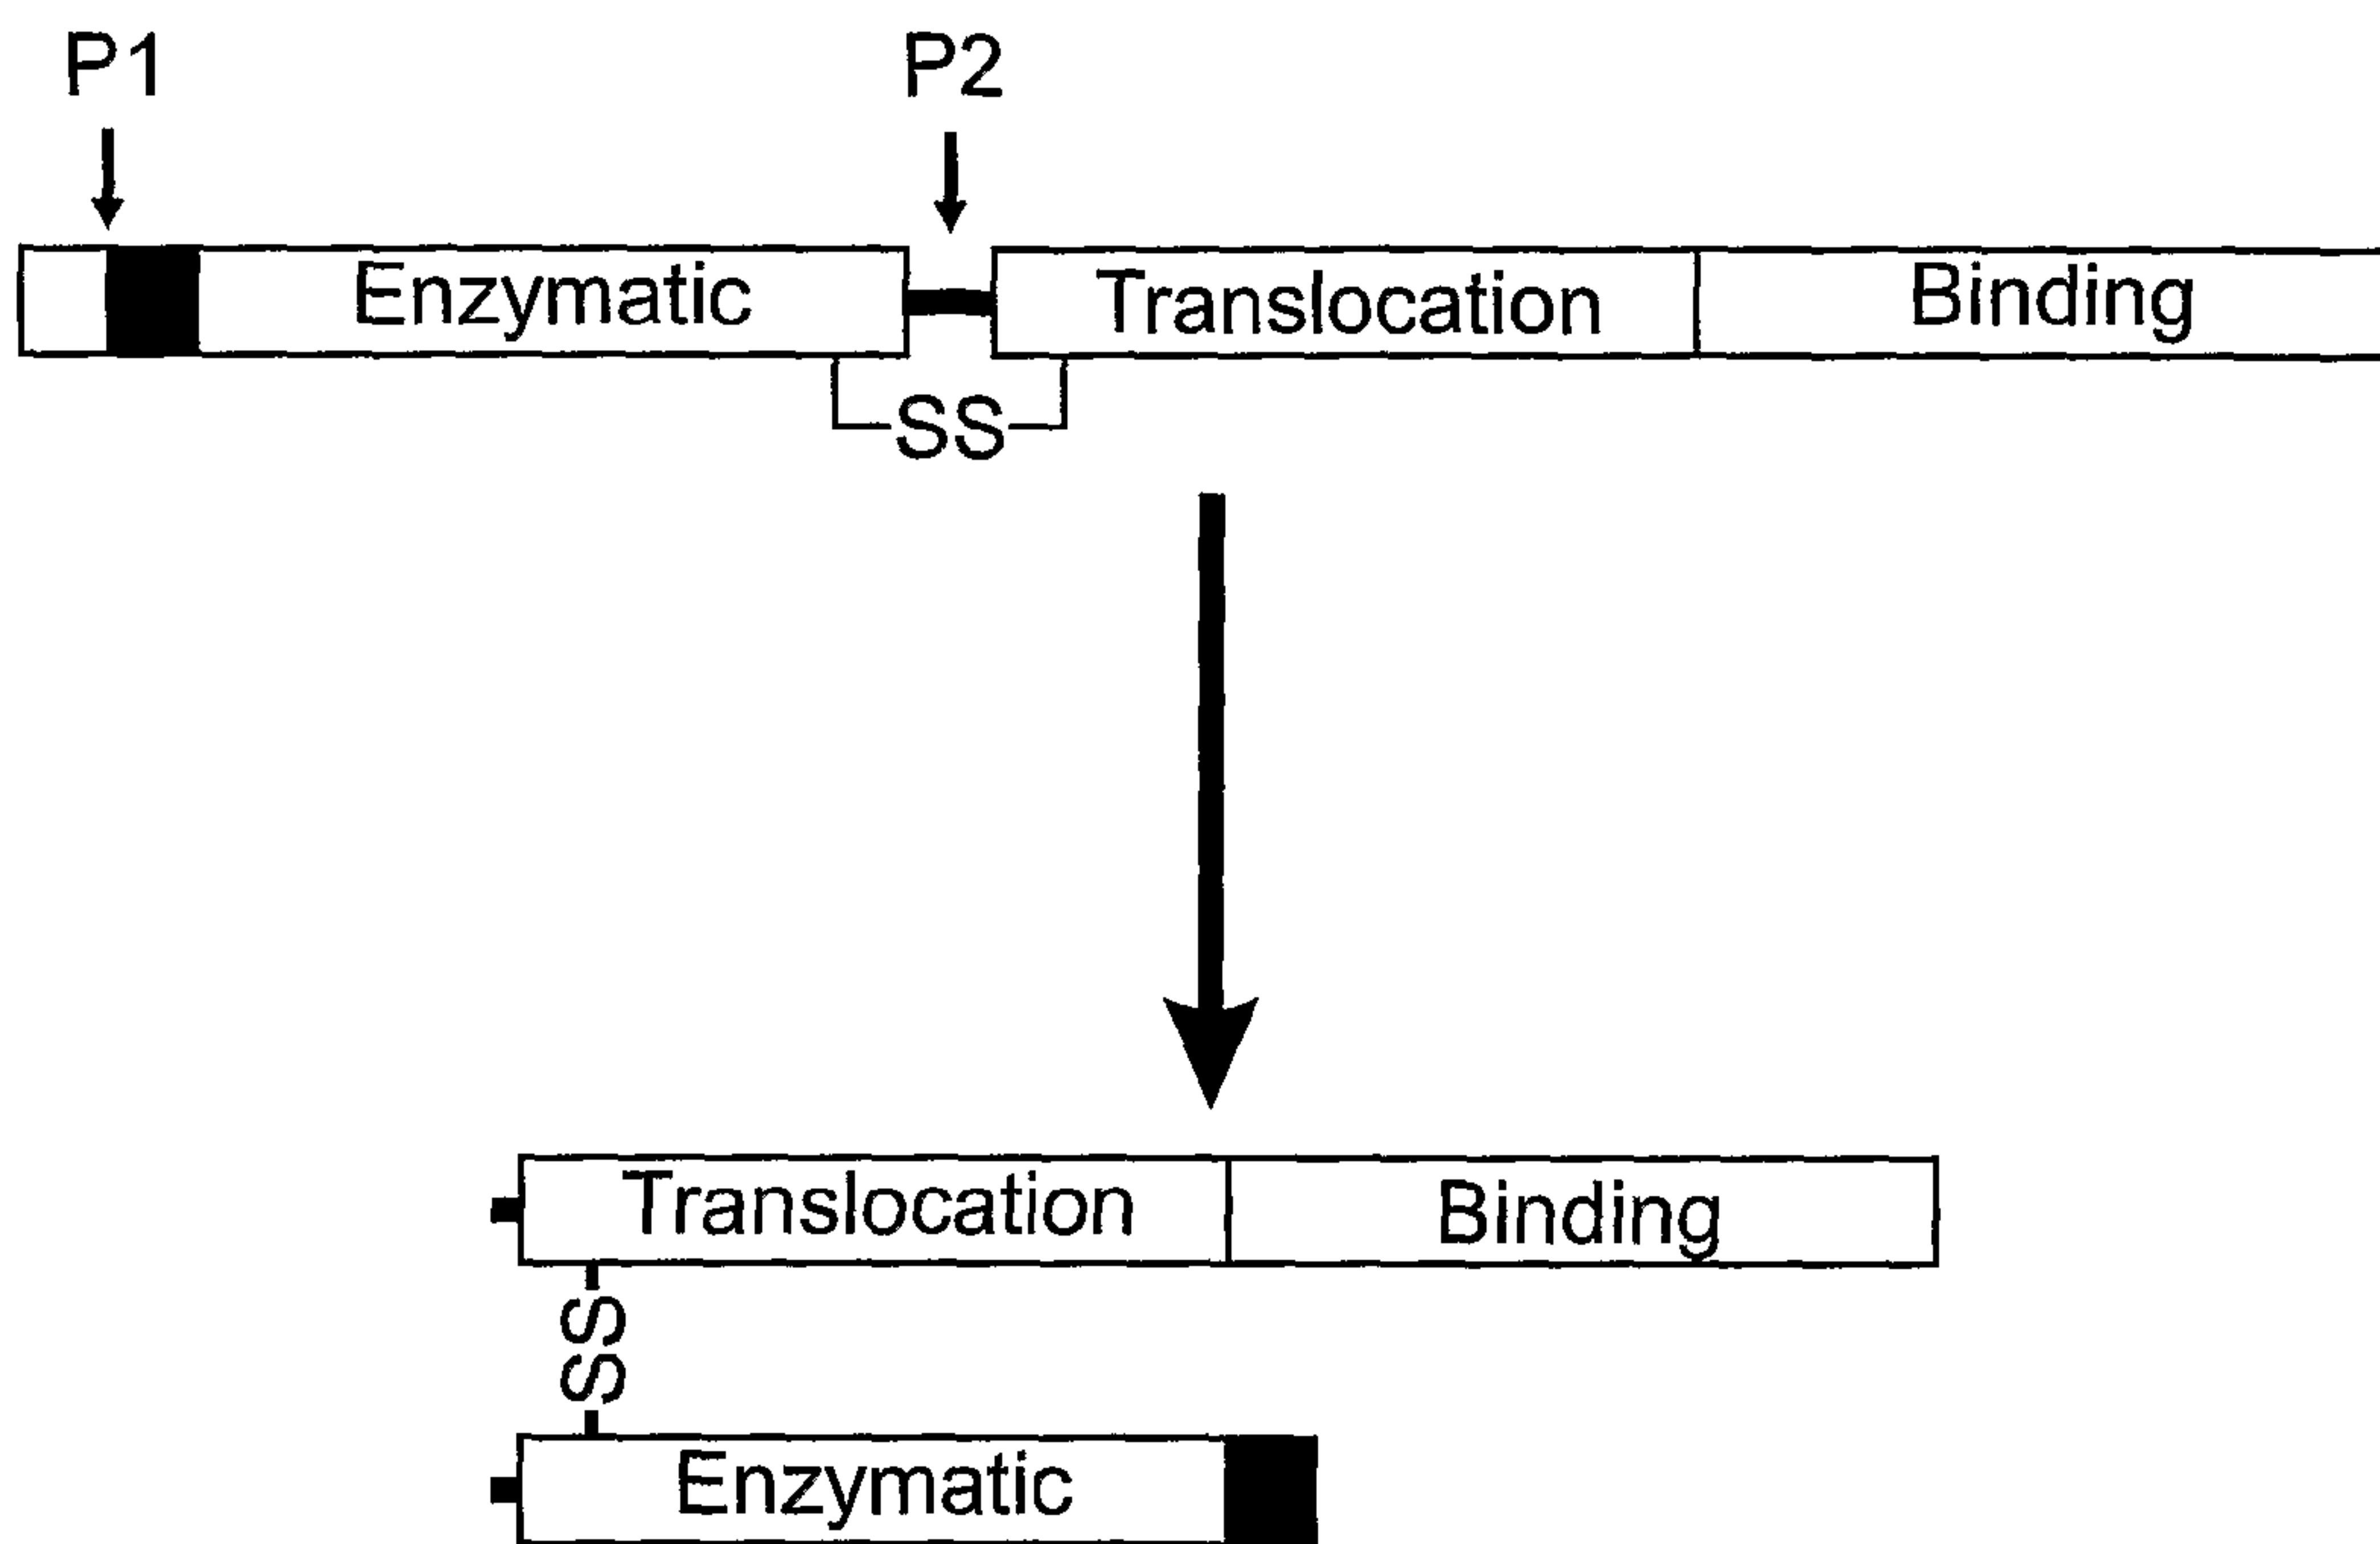 P1 P2
Enzymatic Translocation Binding
SS
Translocation Binding
SS
Enzymatic